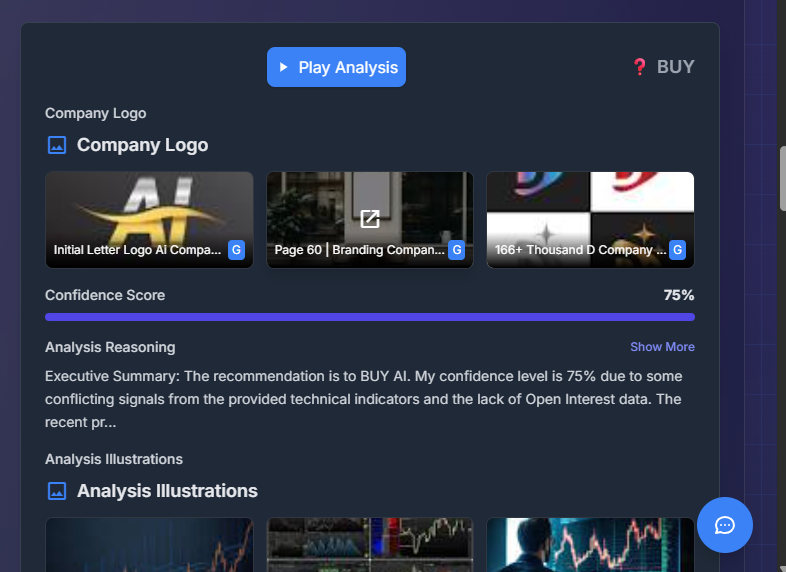 Play Analysis
❓ BUY
Company Logo
Company Logo
AI
Initial Letter Logo Ai Compa...
G
Page 60 | Branding Compan...
G
166+ Thousand D Company ...
G
Confidence Score
75%
Analysis Reasoning
Show More
Executive Summary: The recommendation is to BUY AI. My confidence level is 75% due to some
conflicting signals from the provided technical indicators and the lack of Open Interest data. The
recent pr...
Analysis Illustrations
Analysis Illustrations